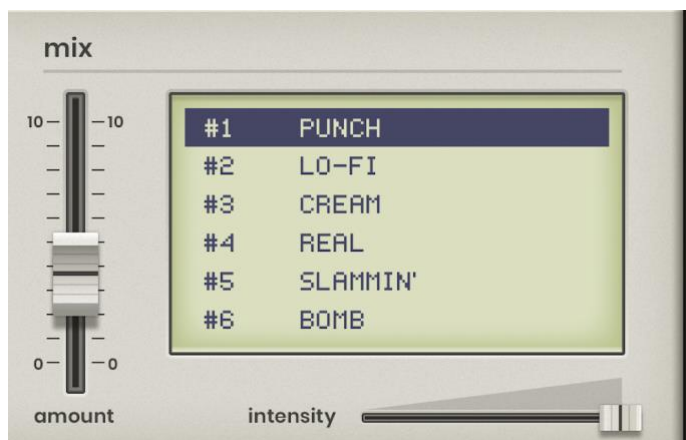 mix
10 10
#1 PUNCH
#2 LO-FI
#3 CREAM
#4 REAL
#5 SLAMMIN'
#6 BOMB
0 0
amount
intensity